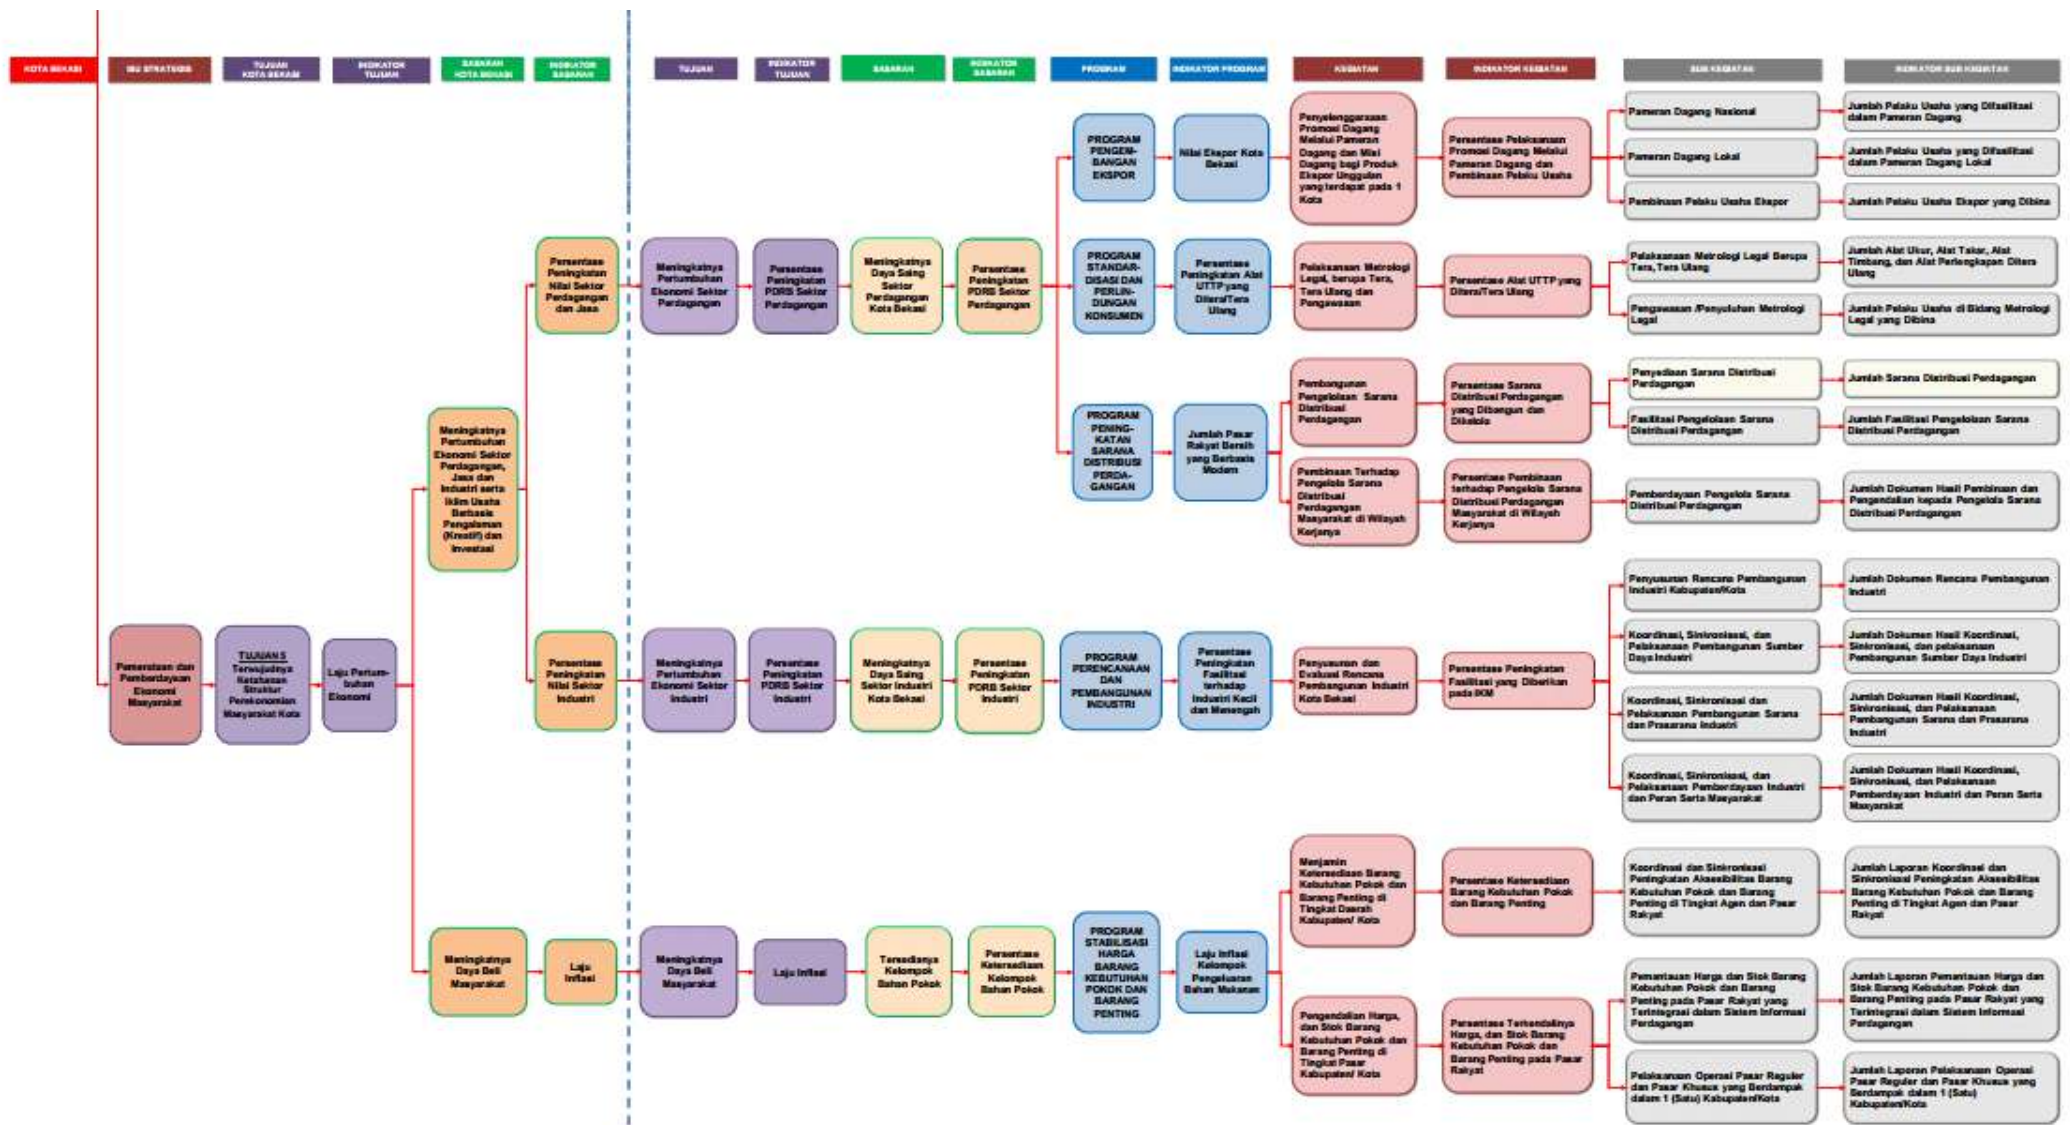 KOTA BEKASI
ISU STRATEGIS
TUJUAN
KOTA BEKASI
INDIKATOR
TUJUAN
SASARAN
KOTA BEKASI
INDIKATOR
SASARAN
TUJUAN
INDIKATOR
TUJUAN
SASARAN
INDIKATOR
SASARAN
PROGRAM
INDIKATOR PROGRAM
KEGIATAN
INDIKATOR KEGIATAN
SUB KEGIATAN
INDIKATOR SUB KEGIATAN
Pemerataan dan
Pemberdayaan
Ekonomi
Masyarakat
TUJUAN 5
Terwujudnya
Ketahanan
Struktur
Perekonomian
Masyarakat Kota
Laju Pertum-
buhan
Ekonomi
Meningkatnya
Pertumbuhan
Ekonomi Sektor
Perdagangan,
Jasa dan
Industri serta
Iklim Usaha
Berbasis
Pengalaman
(Kreatif) dan
Investasi
Persentase
Peningkatan
Nilai Sektor
Perdagangan
dan Jasa
Meningkatnya
Pertumbuhan
Ekonomi Sektor
Perdagangan
Persentase
Peningkatan
PDRB Sektor
Perdagangan
Meningkatnya
Daya Saing
Sektor
Perdagangan
Kota Bekasi
Persentase
Peningkatan
PDRB Sektor
Perdagangan
PROGRAM
PENGEM-
BANGAN
EKSPOR
Nilai Ekspor Kota
Bekasi
Penyelenggaraan
Promosi Dagang
Melalui Pameran
Dagang dan Misi
Dagang bagi Produk
Ekspor Unggulan
yang terdapat pada 1
Kota
Persentase Pelaksanaan
Promosi Dagang Melalui
Pameran Dagang dan
Pembinaan Pelaku Usaha
Pameran Dagang Nasional
Jumlah Pelaku Usaha yang Difasilitasi
dalam Pameran Dagang
Pameran Dagang Lokal
Jumlah Pelaku Usaha yang Difasilitasi
dalam Pameran Dagang Lokal
Pembinaan Pelaku Usaha Ekspor
Jumlah Pelaku Usaha Ekspor yang Dibina
PROGRAM
STANDAR-
DISASI DAN
PERLIN-
DUNGAN
KONSUMEN
Persentase
Peningkatan Alat
UTTP yang
Ditera/Tera
Ulang
Pelaksanaan Metrologi
Legal, berupa Tera,
Tera Ulang dan
Pengawasan
Persentase Alat UTTP yang
Ditera/Tera Ulang
Pelaksanaan Metrologi Legal Berupa
Tera, Tera Ulang
Jumlah Alat Ukur, Alat Takar, Alat
Timbang, dan Alat Perlengkapan Ditera
Ulang
Pengawasan /Penyuluhan Metrologi
Legal
Jumlah Pelaku Usaha di Bidang Metrologi
Legal yang Dibina
PROGRAM
PENING-
KATAN
SARANA
DISTRIBUSI
PERDA-
GANGAN
Jumlah Pasar
Rakyat Bersih
yang Berbasis
Modern
Pembangunan
Pengelolaan Sarana
Distribusi
Perdagangan
Persentase Sarana
Distribusi Perdagangan
yang Dibangun dan
Dikelola
Penyediaan Sarana Distribusi
Perdagangan
Jumlah Sarana Distribusi Perdagangan
Fasilitasi Pengelolaan Sarana
Distribusi Perdagangan
Jumlah Fasilitasi Pengelolaan Sarana
Distribusi Perdagangan
Pembinaan Terhadap
Pengelola Sarana
Distribusi
Perdagangan
Masyarakat di Wilayah
Kerjanya
Persentase Pembinaan
terhadap Pengelola Sarana
Distribusi Perdagangan
Masyarakat di Wilayah
Kerjanya
Pemberdayaan Pengelola Sarana
Distribusi Perdagangan
Jumlah Dokumen Hasil Pembinaan dan
Pengendalian kepada Pengelola Sarana
Distribusi Perdagangan
Persentase
Peningkatan
Nilai Sektor
Industri
Meningkatnya
Pertumbuhan
Ekonomi Sektor
Industri
Persentase
Peningkatan
PDRB Sektor
Industri
Meningkatnya
Daya Saing
Sektor Industri
Kota Bekasi
Persentase
Peningkatan
PDRB Sektor
Industri
PROGRAM
PERENCANAAN
DAN
PEMBANGUNAN
INDUSTRI
Persentase
Peningkatan
Fasilitasi
terhadap
Industri Kecil
dan Menengah
Penyusunan dan
Evaluasi Rencana
Pembangunan Industri
Kota Bekasi
Persentase Peningkatan
Fasilitasi yang Diberikan
pada IKM
Penyusunan Rencana Pembangunan
Industri Kabupaten/Kota
Jumlah Dokumen Rencana Pembangunan
Industri
Koordinasi, Sinkronisasi, dan
Pelaksanaan Pembangunan Sumber
Daya Industri
Jumlah Dokumen Hasil Koordinasi,
Sinkronisasi, dan pelaksanaan
Pembangunan Sumber Daya Industri
Koordinasi, Sinkronisasi dan
Pelaksanaan Pembangunan Sarana
dan Prasarana Industri
Jumlah Dokumen Hasil Koordinasi,
Sinkronisasi, dan Pelaksanaan
Pembangunan Sarana dan Prasarana
Industri
Koordinasi, Sinkronisasi, dan
Pelaksanaan Pemberdayaan Industri
dan Peran Serta Masyarakat
Jumlah Dokumen Hasil Koordinasi,
Sinkronisasi, dan Pelaksanaan
Pemberdayaan Industri dan Peran Serta
Masyarakat
Meningkatnya
Daya Beli
Masyarakat
Laju
Inflasi
Meningkatnya
Daya Beli
Masyarakat
Laju Inflasi
Tersedianya
Kelompok
Bahan Pokok
Persentase
Ketersediaan
Kelompok
Bahan Pokok
PROGRAM
STABILISASI
HARGA
BARANG
KEBUTUHAN
POKOK DAN
BARANG
PENTING
Laju Inflasi
Kelompok
Pengeluaran
Bahan Makanan
Menjamin
Ketersediaan Barang
Kebutuhan Pokok dan
Barang Penting di
Tingkat Daerah
Kabupaten/ Kota
Persentase Ketersediaan
Barang Kebutuhan Pokok
dan Barang Penting
Koordinasi dan Sinkronisasi
Peningkatan Aksesibilitas Barang
Kebutuhan Pokok dan Barang
Penting di Tingkat Agen dan Pasar
Rakyat
Jumlah Laporan Koordinasi dan
Sinkronisasi Peningkatan Aksesibilitas
Barang Kebutuhan Pokok dan Barang
Penting di Tingkat Agen dan Pasar
Rakyat
Pengendalian Harga,
dan Stok Barang
Kebutuhan Pokok dan
Barang Penting di
Tingkat Pasar
Kabupaten/ Kota
Persentase Terkendalinya
Harga, dan Stok Barang
Kebutuhan Pokok dan
Barang Penting pada Pasar
Rakyat
Pemantauan Harga dan Stok Barang
Kebutuhan Pokok dan Barang
Penting pada Pasar Rakyat yang
Terintegrasi dalam Sistem Informasi
Perdagangan
Jumlah Laporan Pemantauan Harga dan
Stok Barang Kebutuhan Pokok dan
Barang Penting pada Pasar Rakyat yang
Terintegrasi dalam Sistem Informasi
Perdagangan
Pelaksanaan Operasi Pasar Reguler
dan Pasar Khusus yang Berdampak
dalam 1 (Satu) Kabupaten/Kota
Jumlah Laporan Pelaksanaan Operasi
Pasar Reguler dan Pasar Khusus yang
Berdampak dalam 1 (Satu)
Kabupaten/Kota